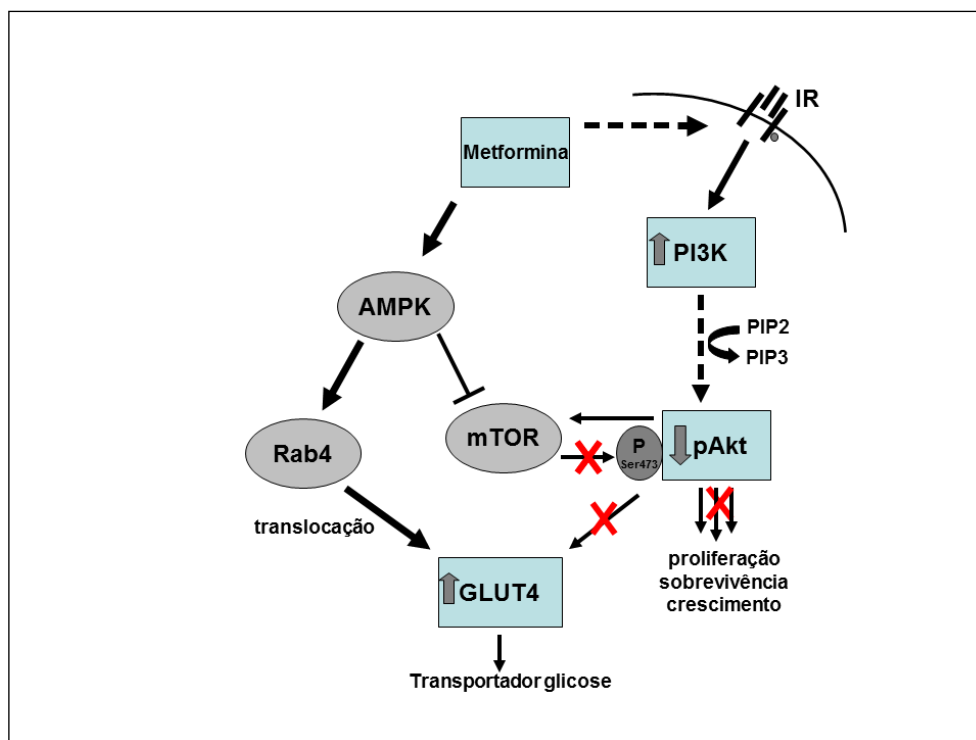 IR
Metformina
PI3K
AMPK
PIP2
PIP3
mTOR
P
Ser473
pAkt
Rab4
translocação
proliferação
sobrevivência
crescimento
GLUT4
Transportador glicose